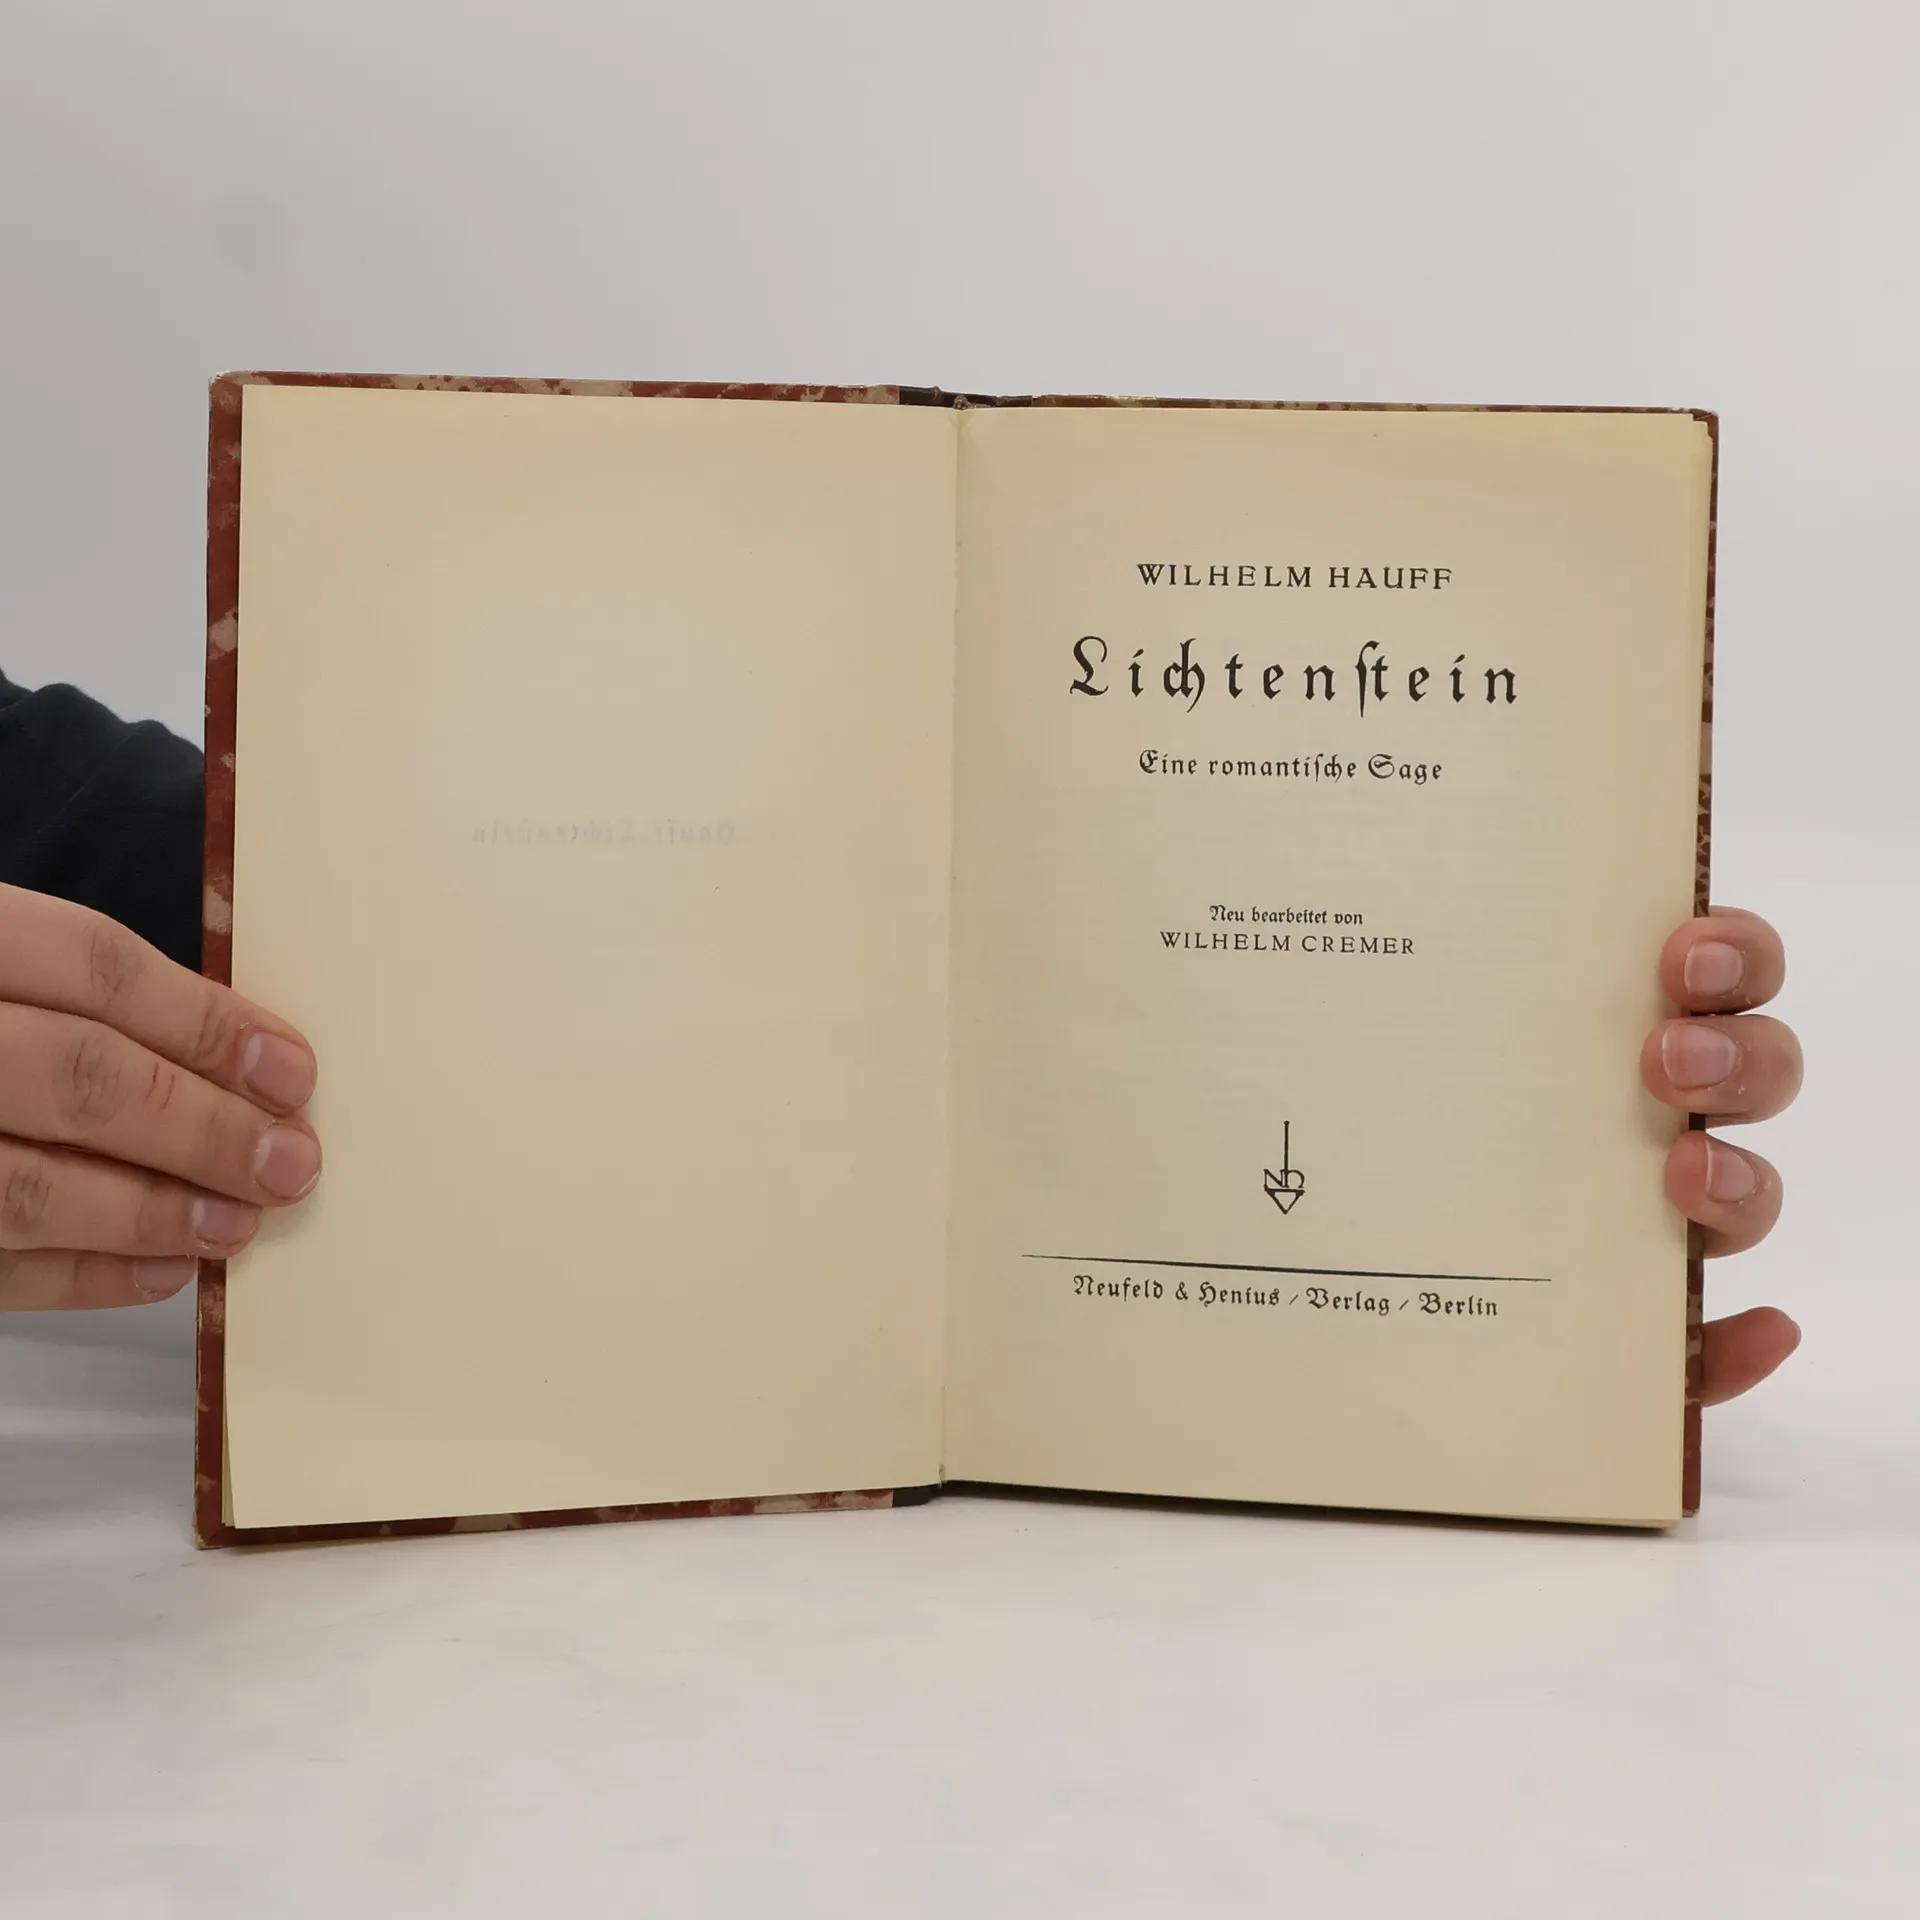 WILHELM HAUFF
Lichtenſtein
Eine romantiſche Sage
Neu bearbeitet von
WILHELM CREMER
Neufeld & Henius / Verlag / Berlin